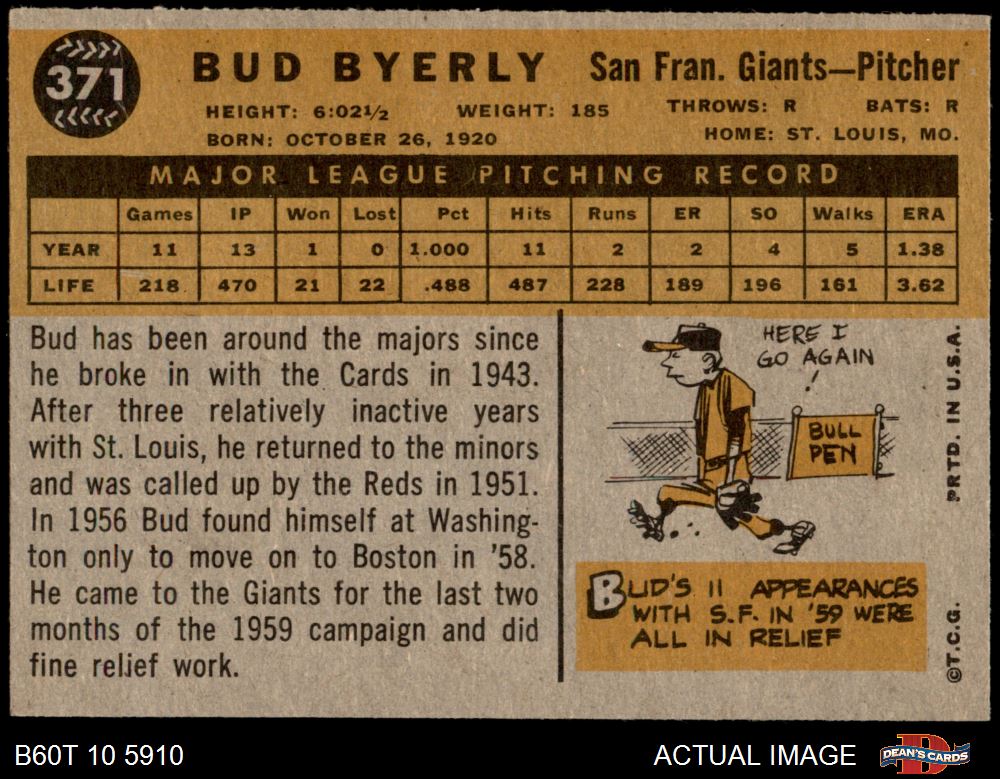 371
BUD BYERLY San Fran. Giants—Pitcher
HEIGHT: 6:02½ WEIGHT: 185 THROWS: R BATS: R
BORN: OCTOBER 26, 1920 HOME: ST. LOUIS, MO.
MAJOR LEAGUE PITCHING RECORD
Games IP Won Lost Pct Hits Runs ER SO Walks ERA
YEAR 11 13 1 0 1.000 11 2 2 4 5 1.38
LIFE 218 470 21 22 .488 487 228 189 196 161 3.62
Bud has been around the majors since
he broke in with the Cards in 1943.
After three relatively inactive years
with St. Louis, he returned to the minors
and was called up by the Reds in 1951.
In 1956 Bud found himself at Washing-
ton only to move on to Boston in '58.
He came to the Giants for the last two
months of the 1959 campaign and did
fine relief work.
HERE I
GO AGAIN
!
BULL
PEN
BUD'S 11 APPEARANCES
WITH S.F. IN '59 WERE
ALL IN RELIEF
©T.C.G. PRTD. IN U.S.A.
B60T 10 5910 ACTUAL IMAGE DEAN'S CARDS